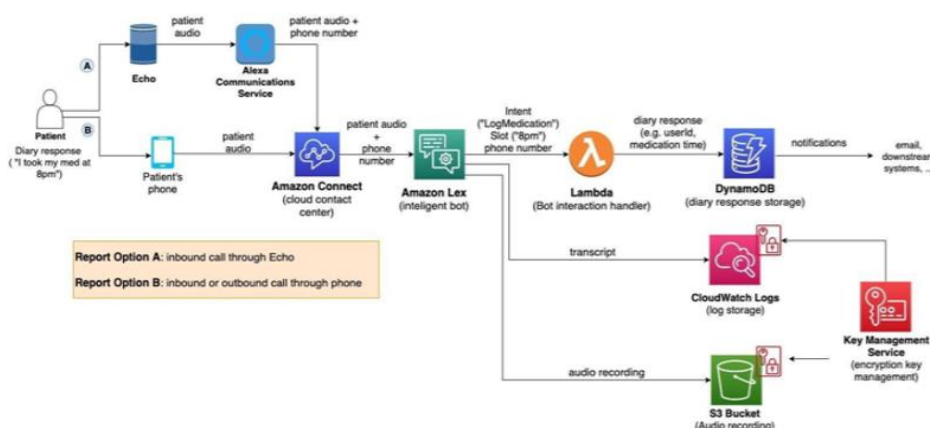 patient
audio
patient audio +
phone number
A
Echo
Alexa
Communications
Service
Patient
B
Diary response
( "I took my med at
8pm")
patient
audio
Patient's
phone
Amazon Connect
(cloud contact
center)
patient audio
+
phone
number
Amazon Lex
(inteligent bot)
Intent
("LogMedication")
Slot ("8pm")
phone number
Lambda
(Bot interaction handler)
diary response
(e.g. userId,
medication time)
DynamoDB
(diary response storage)
notifications
email,
downstream
systems, ...
Report Option A: inbound call through Echo
Report Option B: inbound or outbound call through phone
transcript
CloudWatch Logs
(log storage)
Key Management
Service
(encryption key
management)
audio recording
S3 Bucket
(Audio recording)